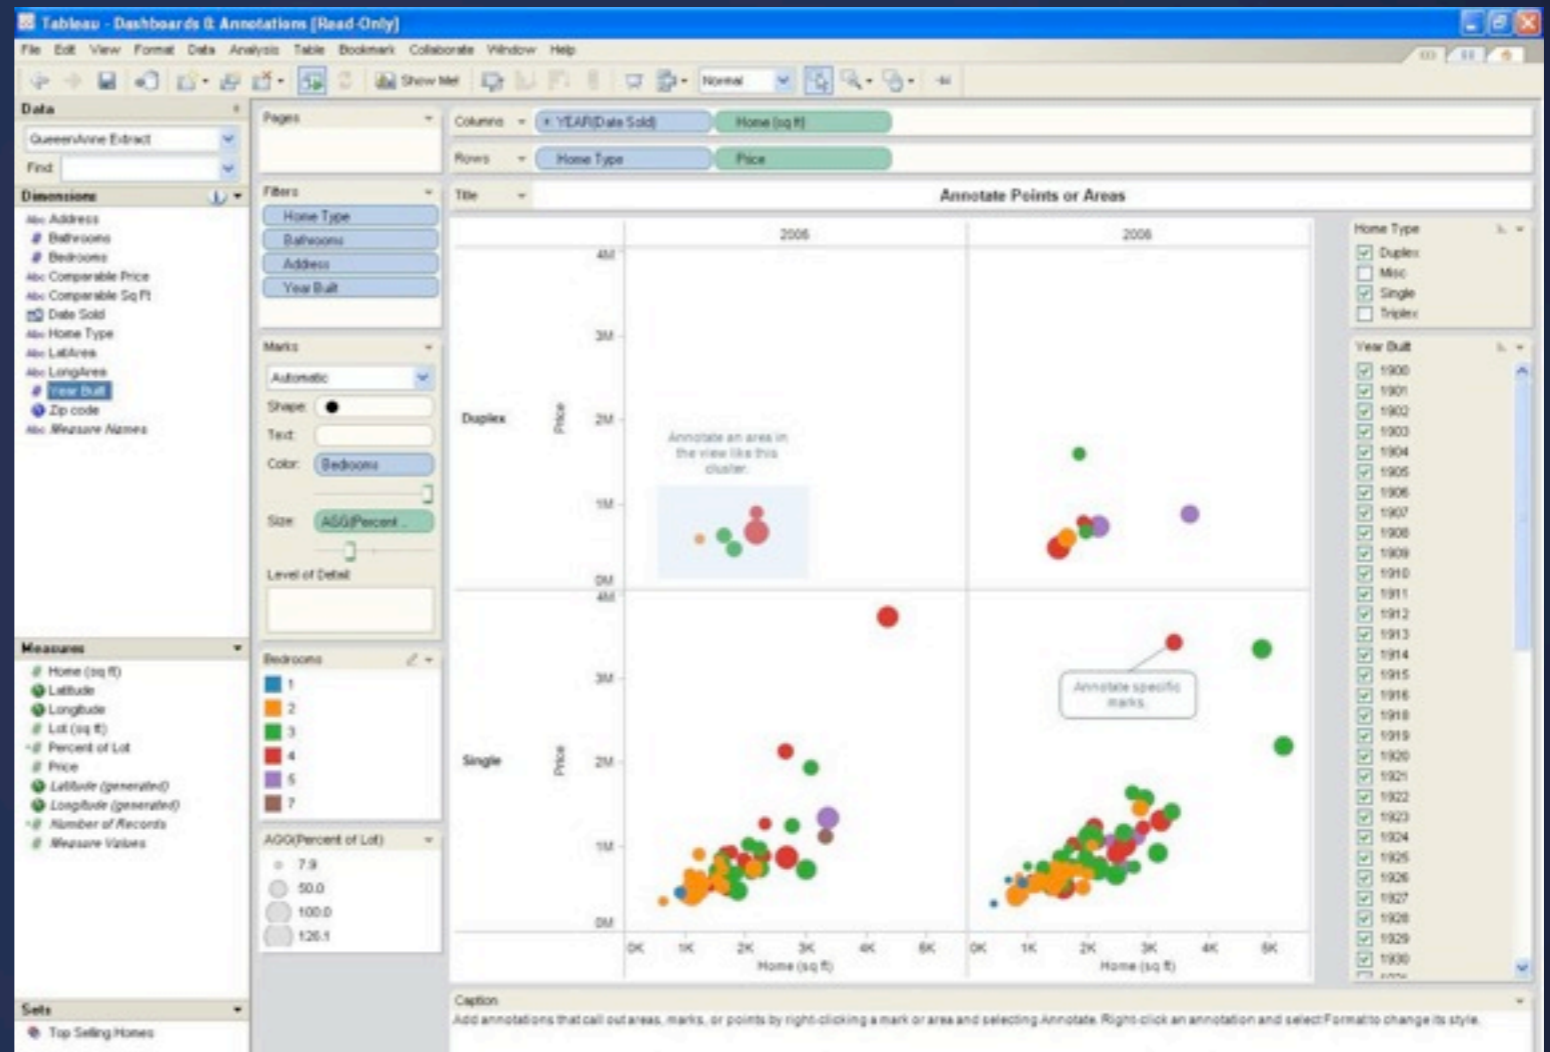 Tableau - Dashboards & Annotations [Read-Only]
File Edit View Format Data Analysis Table Bookmark Collaborate Window Help
Show Me! Normal
Data
QueeenAnne Extract
Find:
Dimensions
Abc Address
# Bathrooms
# Bedrooms
Abc Comparable Price
Abc Comparable Sq Ft
Date Sold
Abc Home Type
Abc LatArea
Abc LongArea
# Year Built
Zip code
Abc Measure Names
Measures
# Home (sq ft)
Latitude
Longitude
# Lot (sq ft)
# Percent of Lot
# Price
Latitude (generated)
Longitude (generated)
# Number of Records
# Measure Values
Sets
Top Selling Homes
Pages
Filters
Home Type
Bathrooms
Address
Year Built
Marks
Automatic
Shape:
Text:
Color: Bedrooms
Size: AGG(Percent ..
Level of Detail:
Bedrooms
1
2
3
4
5
7
AGG(Percent of Lot)
7.9
50.0
100.0
126.1
Columns + YEAR(Date Sold) Home (sq ft)
Rows Home Type Price
Title Annotate Points or Areas
2006
4M
3M
Duplex Price 2M
Annotate an area in
the view like this
cluster.
1M
0M
4M
3M
Annotate specific
marks.
Single Price 2M
1M
0M
0K 1K 2K 3K 4K 0K 1K 2K 3K 4K
Home (sq ft) Home (sq ft)
Home Type
Duplex
Misc
Single
Triplex
Year Built
1900
1901
1902
1903
1904
1905
1906
1907
1908
1909
1910
1911
1912
1913
1914
1915
1916
1918
1919
1920
1921
1922
1923
1924
1925
1926
1927
1928
1929
1930
Caption
Add annotations that call out areas, marks, or points by right-clicking a mark or area and selecting Annotate. Right-click an annotation and select Format to change its style.